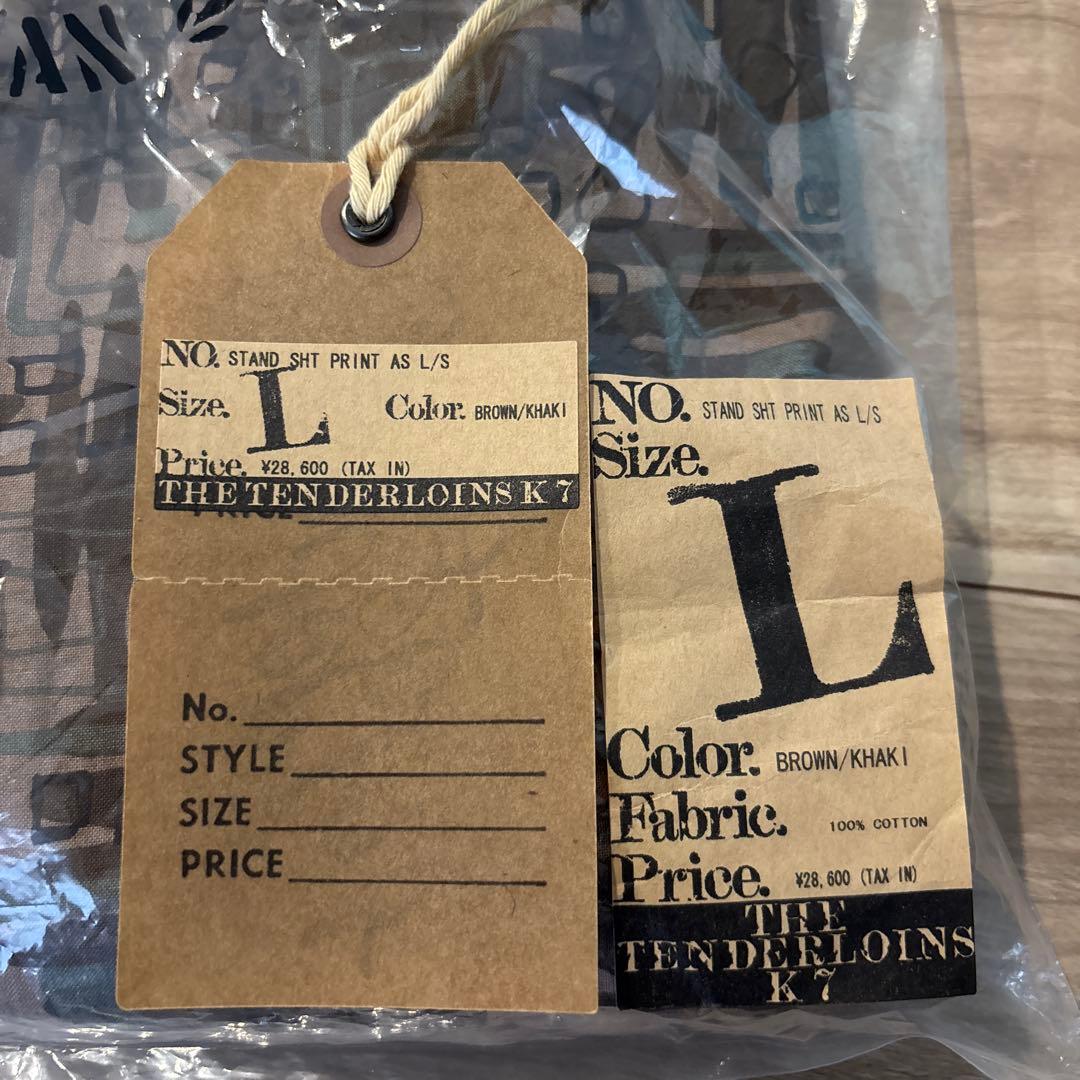 NO. STAND SHT PRINT AS L/S
Size. L Color. BROWN/KHAKI
Price. ¥28,600 (TAX IN)
THE TENDERLOINS K 7
PRICE
No.
STYLE
SIZE
PRICE
NO. STAND SHT PRINT AS L/S
Size.
L
Color. BROWN/KHAKI
Fabric. 100% COTTON
Price. ¥28,600 (TAX IN)
THE
TENDERLOINS
K 7